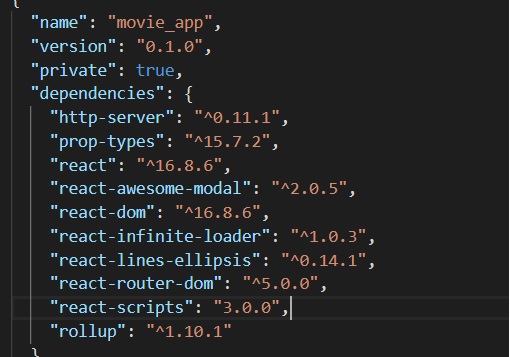 {
"name": "movie_app",
"version": "0.1.0",
"private": true,
"dependencies": {
"http-server": "^0.11.1",
"prop-types": "^15.7.2",
"react": "^16.8.6",
"react-awesome-modal": "^2.0.5",
"react-dom": "^16.8.6",
"react-infinite-loader": "^1.0.3",
"react-lines-ellipsis": "^0.14.1",
"react-router-dom": "^5.0.0",
"react-scripts": "3.0.0",
"rollup": "^1.10.1"
}